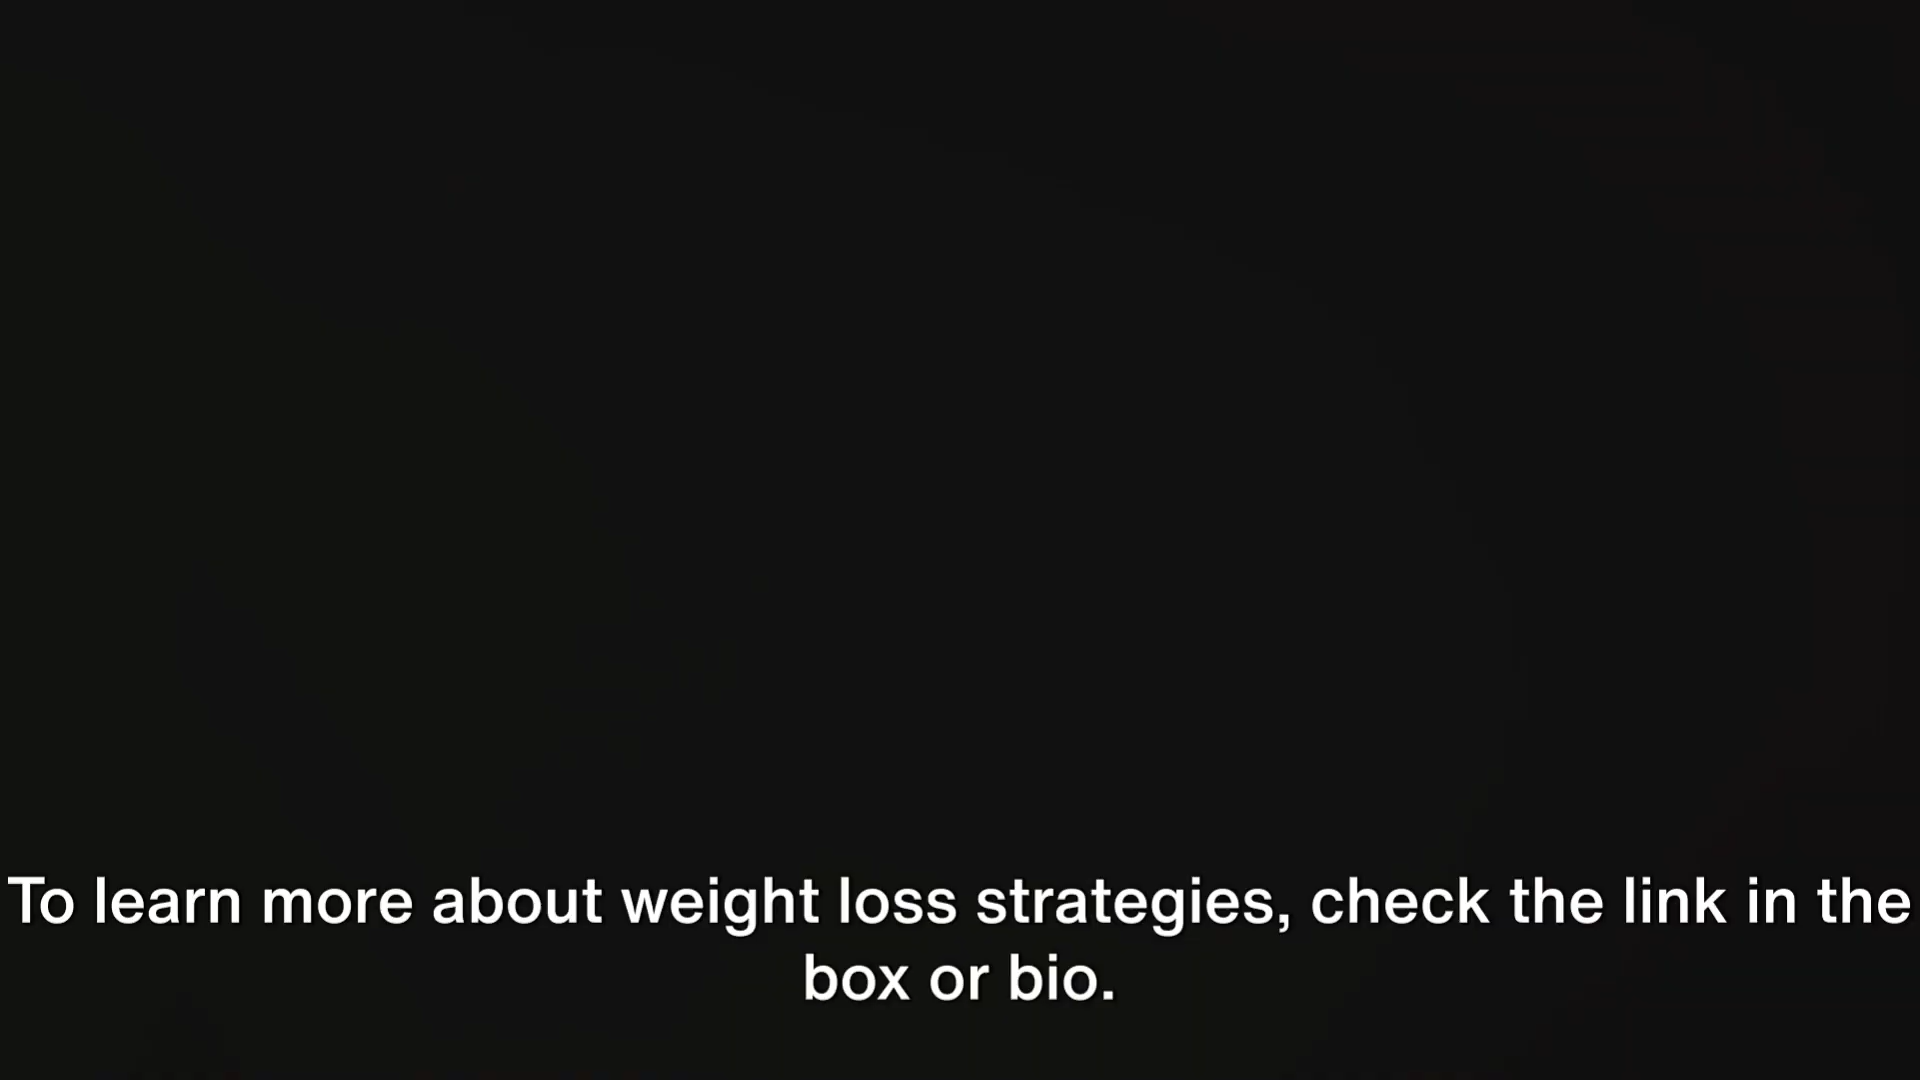 To learn more about weight loss strategies, check the link in the
box or bio.